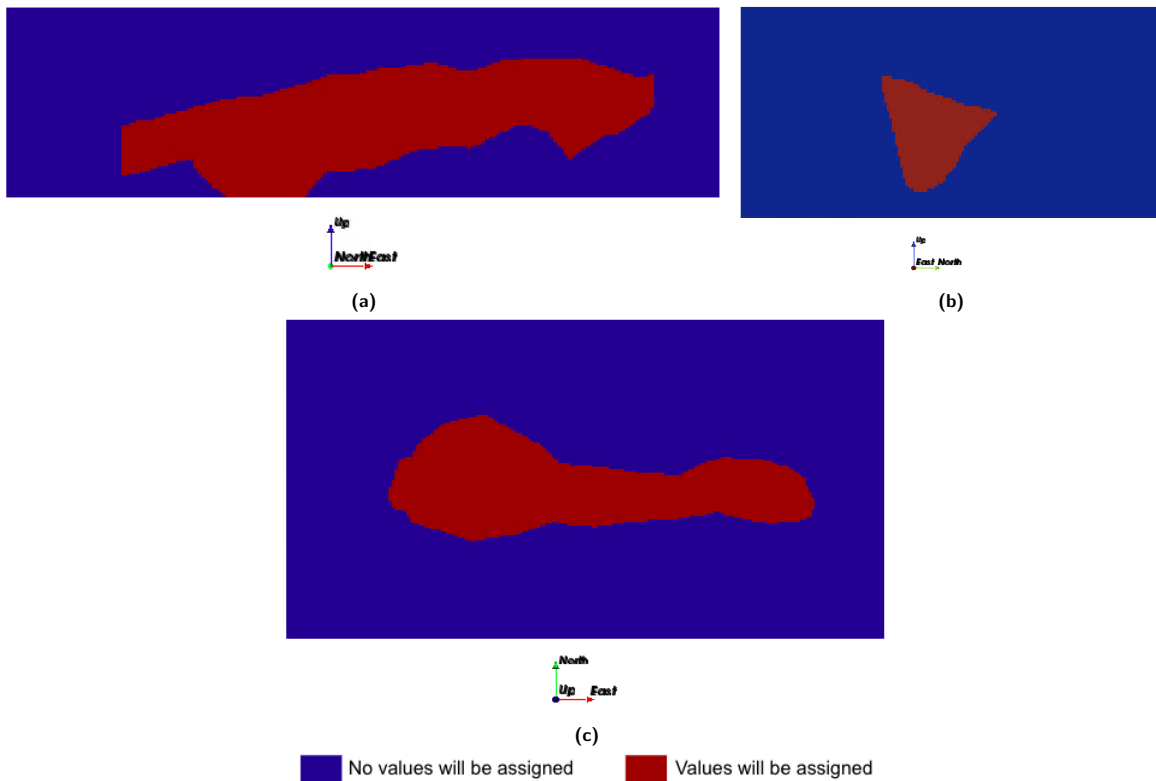 Up
NorthEast
(a)
Up
East North
(b)
North
Up East
(c)
No values will be assigned Values will be assigned